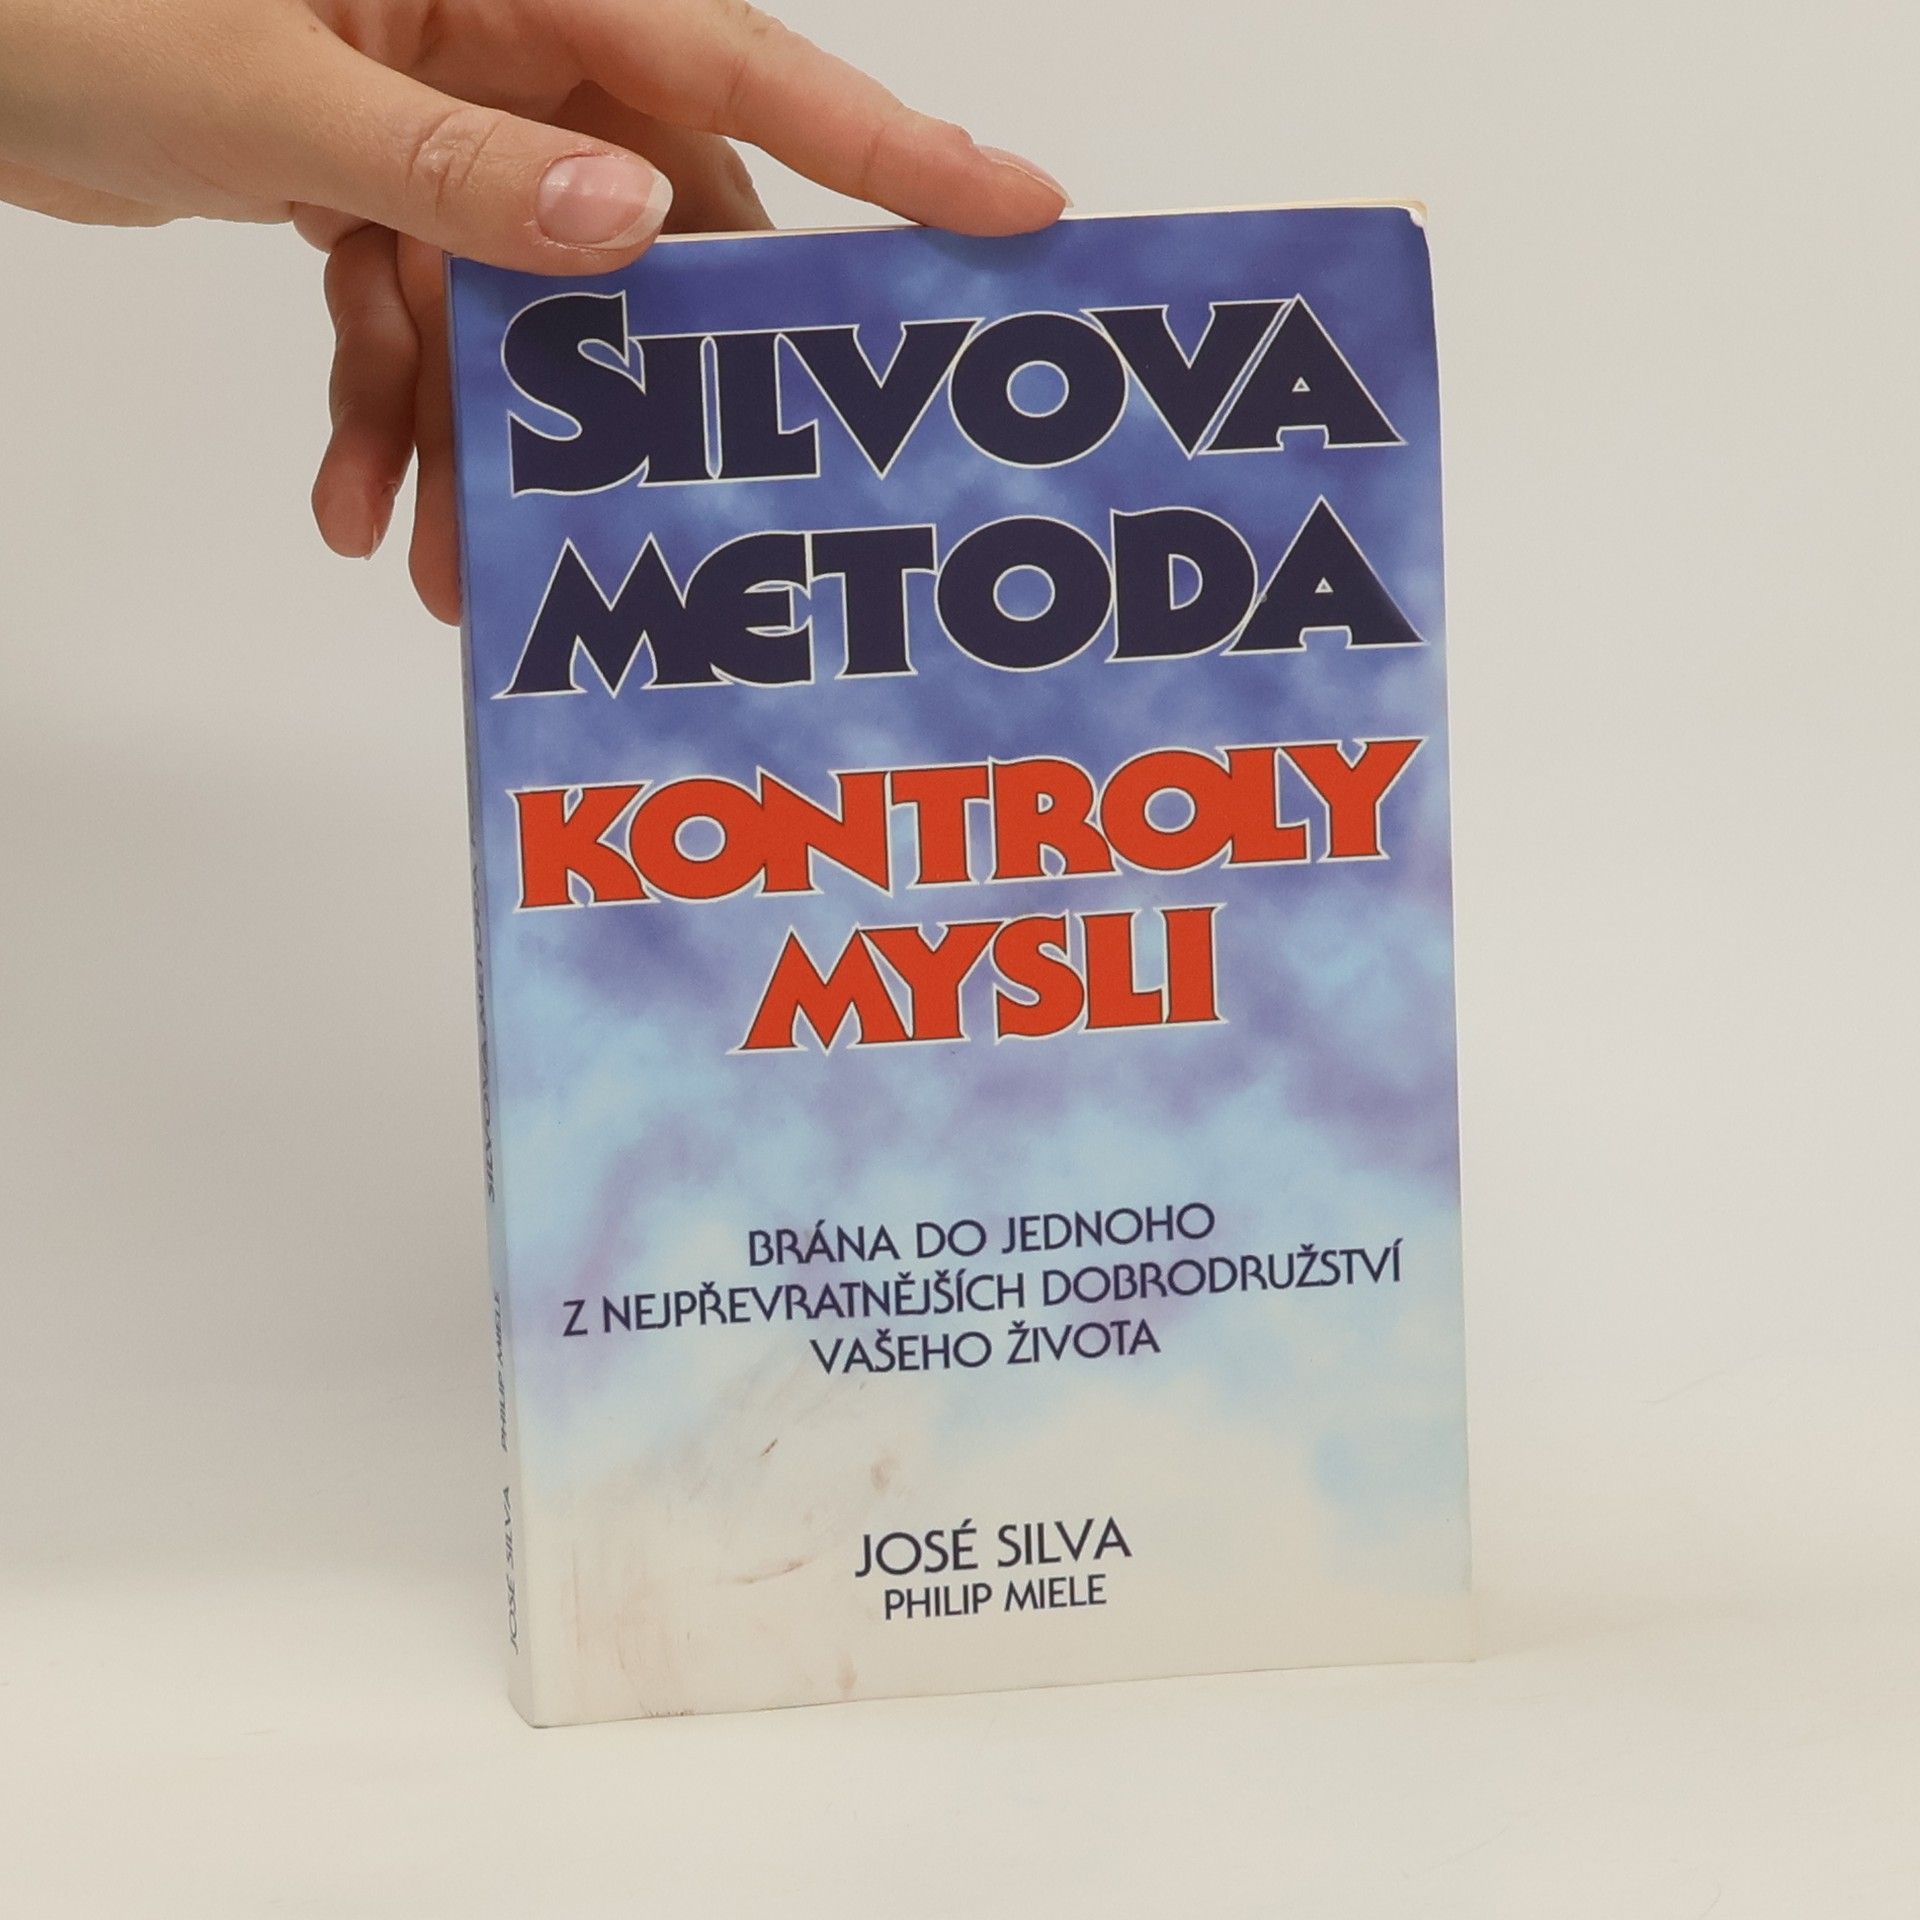 SILVOVA
METODA
KONTROLY
MYSLI
BRÁNA DO JEDNOHO
Z NEJPŘEVRATNĚJŠÍCH DOBRODRUŽSTVÍ
VAŠEHO ŽIVOTA
JOSÉ SILVA
PHILIP MIELE
JOSÉ SILVA PHILIP MIELE SILVOVA METODA